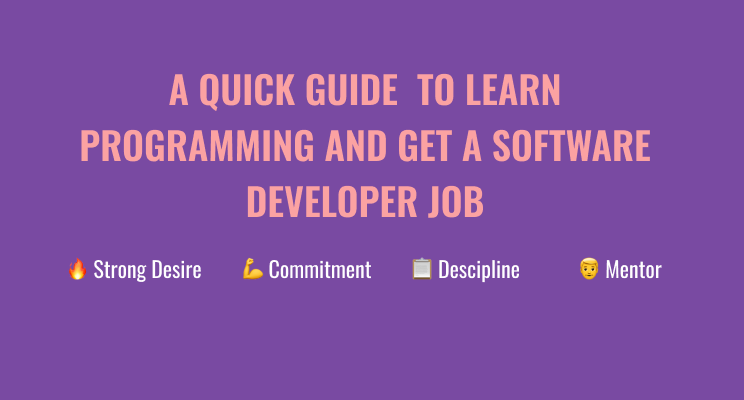 A QUICK GUIDE TO LEARN
PROGRAMMING AND GET A SOFTWARE
DEVELOPER JOB
🔥 Strong Desire 💪 Commitment 📋 Descipline 👨 Mentor